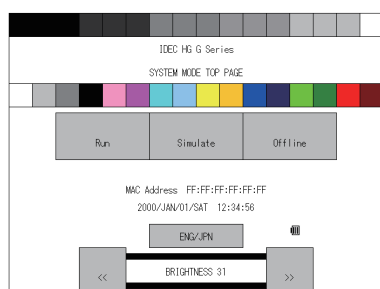 IDEC HG G Series
SYSTEM MODE TOP PAGE
Run Simulate Offline
MAC Address FF:FF:FF:FF:FF:FF
2000/JAN/01/SAT 12:34:56
ENG/JPN
<< BRIGHTNESS 31 >>